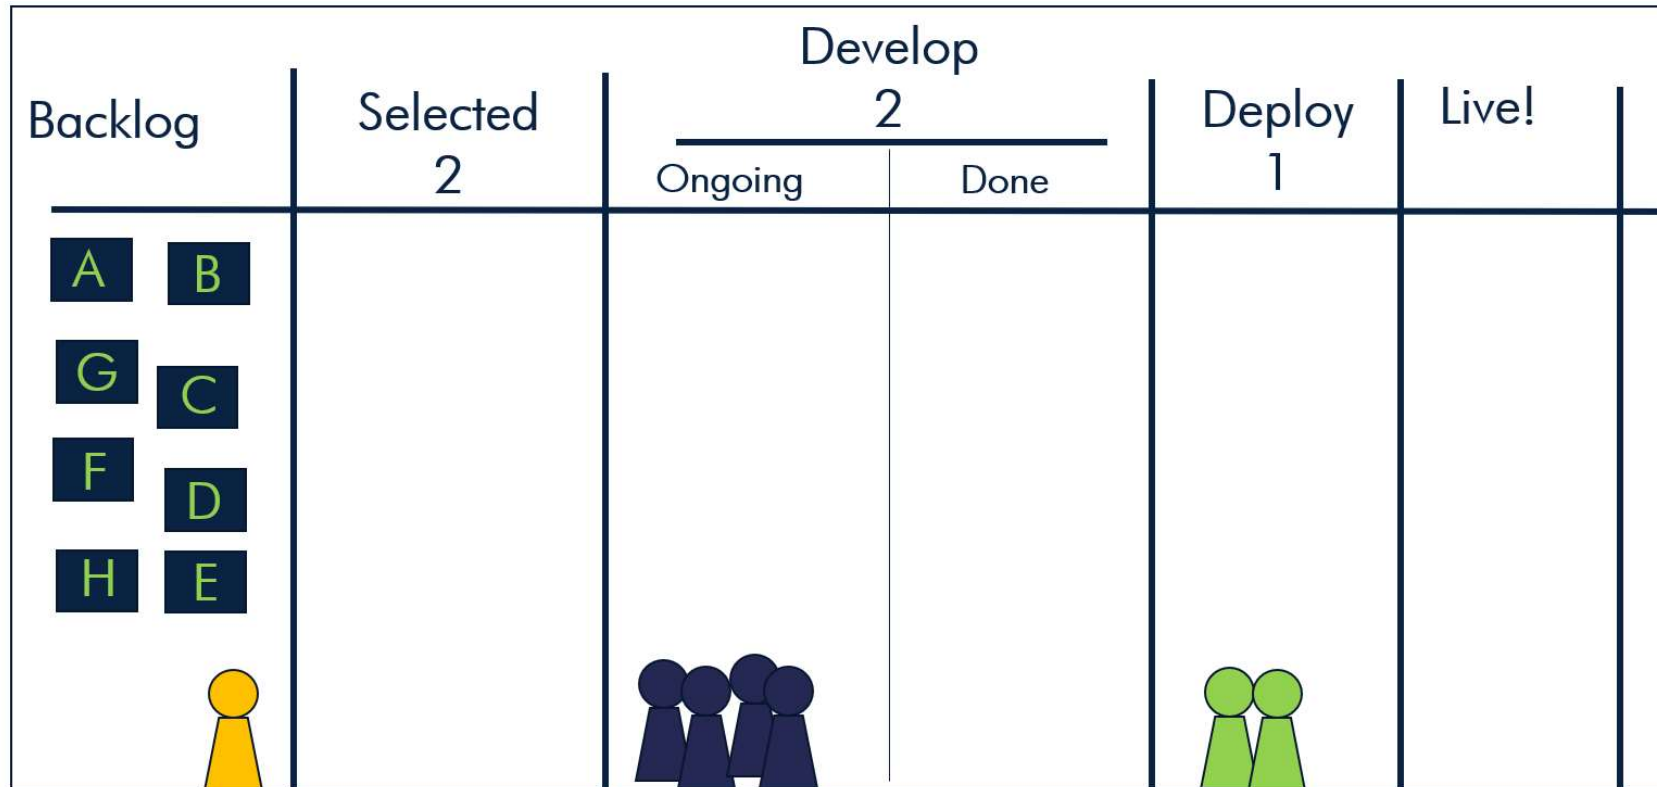 Develop
Backlog Selected 2 Deploy Live!
2 1
Ongoing Done
A B
G C
F D
H E